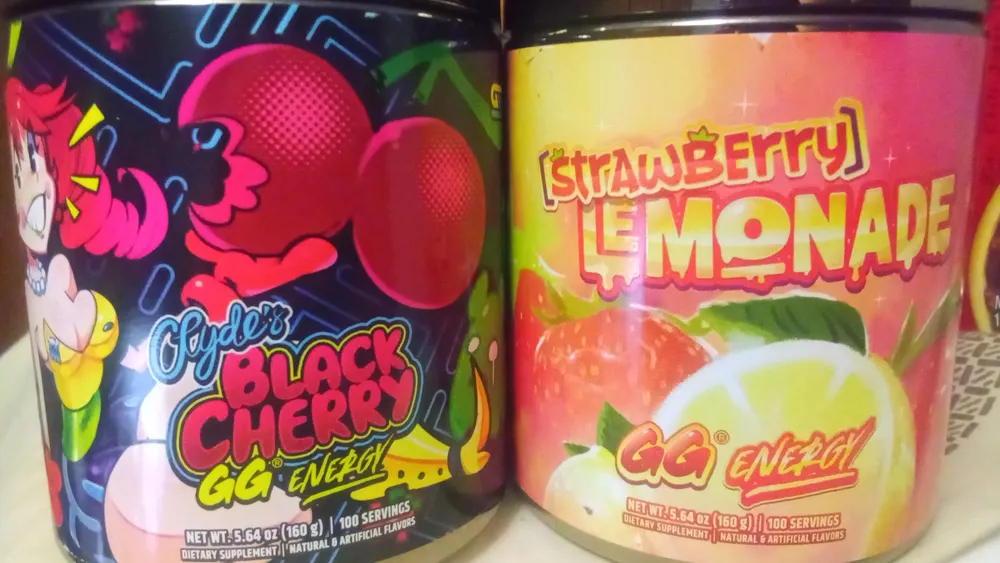 Clyde's
BLACK
CHERRY
GG® ENERGY
NET WT. 5.64 OZ (160 g) | 100 SERVINGS
DIETARY SUPPLEMENT | NATURAL & ARTIFICIAL FLAVORS
[StrAwBErry]
LEMONADE
GG® ENERGY
NET WT. 5.64 OZ (160 g) | 100 SERVINGS
DIETARY SUPPLEMENT | NATURAL & ARTIFICIAL FLAVORS